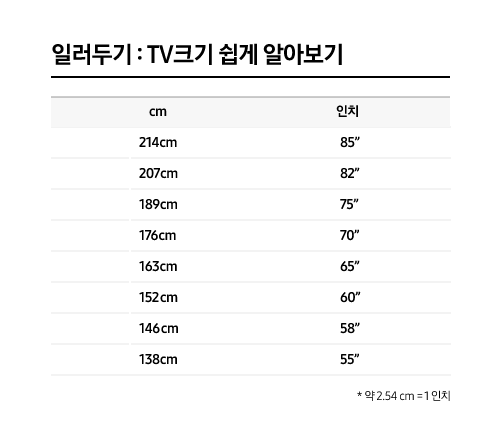 일러두기 : TV크기 쉽게 알아보기
cm 인치
214cm 85”
207cm 82”
189cm 75”
176cm 70”
163cm 65”
152cm 60”
146cm 58”
138cm 55”
* 약 2.54 cm = 1 인치